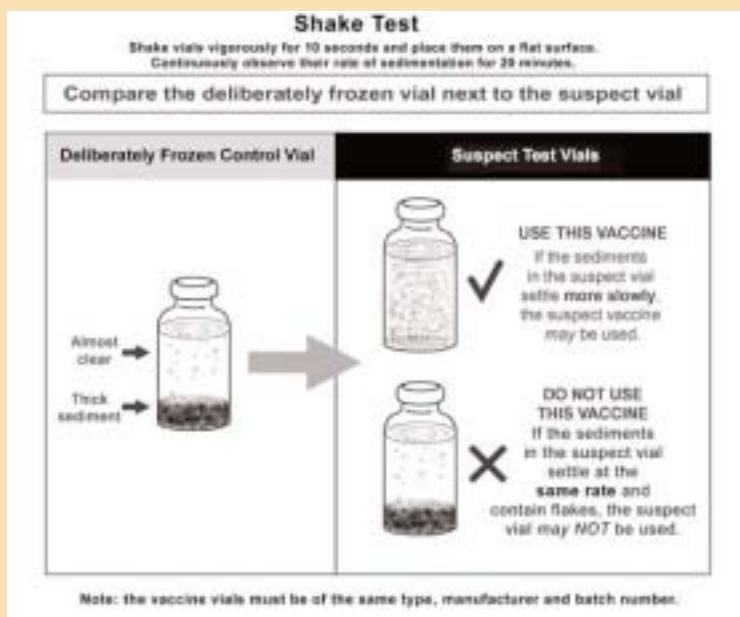 Shake Test
Shake vials vigorously for 10 seconds and place them on a flat surface.
Continuously observe their rate of sedimentation for 20 minutes.
Compare the deliberately frozen vial next to the suspect vial
Deliberately Frozen Control Vial
Suspect Test Vials
Almost
clear
Thick
sediment
USE THIS VACCINE
If the sediments
in the suspect vial
settle more slowly,
the suspect vaccine
may be used.
DO NOT USE
THIS VACCINE
If the sediments
in the suspect vial
settle at the
same rate and
contain flakes, the suspect
vial may NOT be used.
Note: the vaccine vials must be of the same type, manufacturer and batch number.